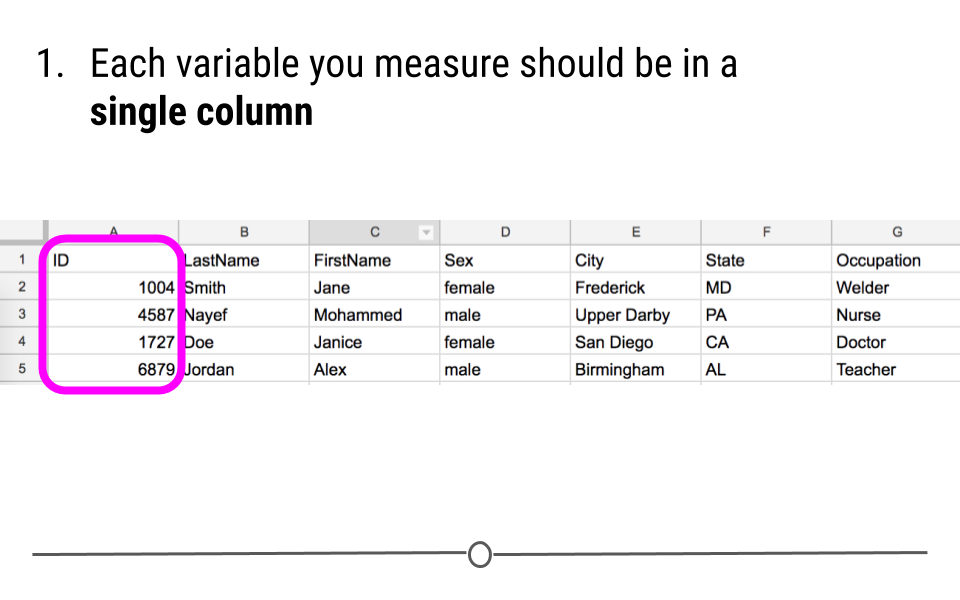 1. Each variable you measure should be in a
single column
A B C D E F G
1 ID LastName FirstName Sex City State Occupation
2 1004 Smith Jane female Frederick MD Welder
3 4587 Nayef Mohammed male Upper Darby PA Nurse
4 1727 Doe Janice female San Diego CA Doctor
5 6879 Jordan Alex male Birmingham AL Teacher